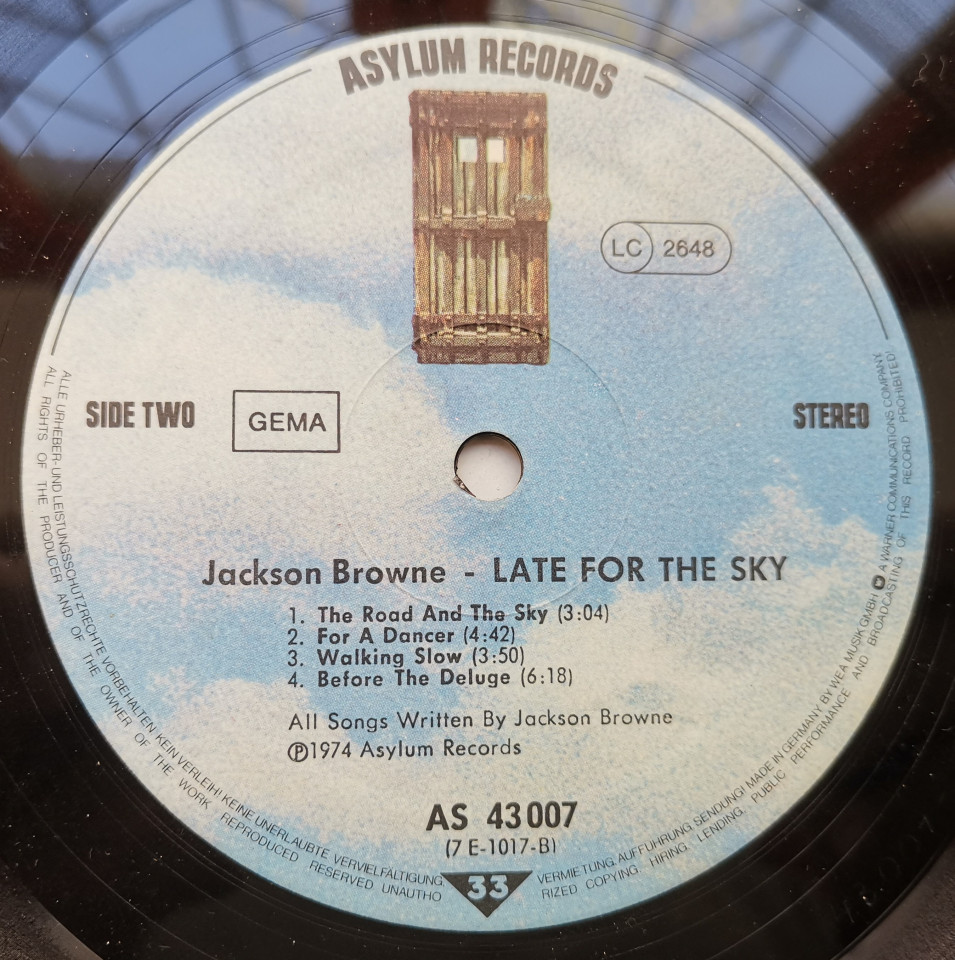 ASYLUM RECORDS
LC 2648
SIDE TWO
GEMA
STEREO
Jackson Browne - LATE FOR THE SKY
1. The Road And The Sky (3:04)
2. For A Dancer (4:42)
3. Walking Slow (3:50)
4. Before The Deluge (6:18)
All Songs Written By Jackson Browne
Ⓟ1974 Asylum Records
AS 43 007
(7 E-1017-B)
33
ALLE URHEBER- UND LEISTUNGSSCHUTZRECHTE VORBEHALTEN! KEIN VERLEIH! KEINE UNERLAUBTE VERVIELFÄLTIGUNG, VERMIETUNG, AUFFÜHRUNG, SENDUNG! MADE IN GERMANY BY WEA MUSIK GMBH A WARNER COMMUNICATIONS COMPANY
ALL RIGHTS OF THE PRODUCER AND OF THE OWNER OF THE WORK REPRODUCED RESERVED UNAUTHO RIZED COPYING, HIRING, LENDING, PUBLIC PERFORMANCE AND BROADCASTING OF THIS RECORD PROHIBITED!